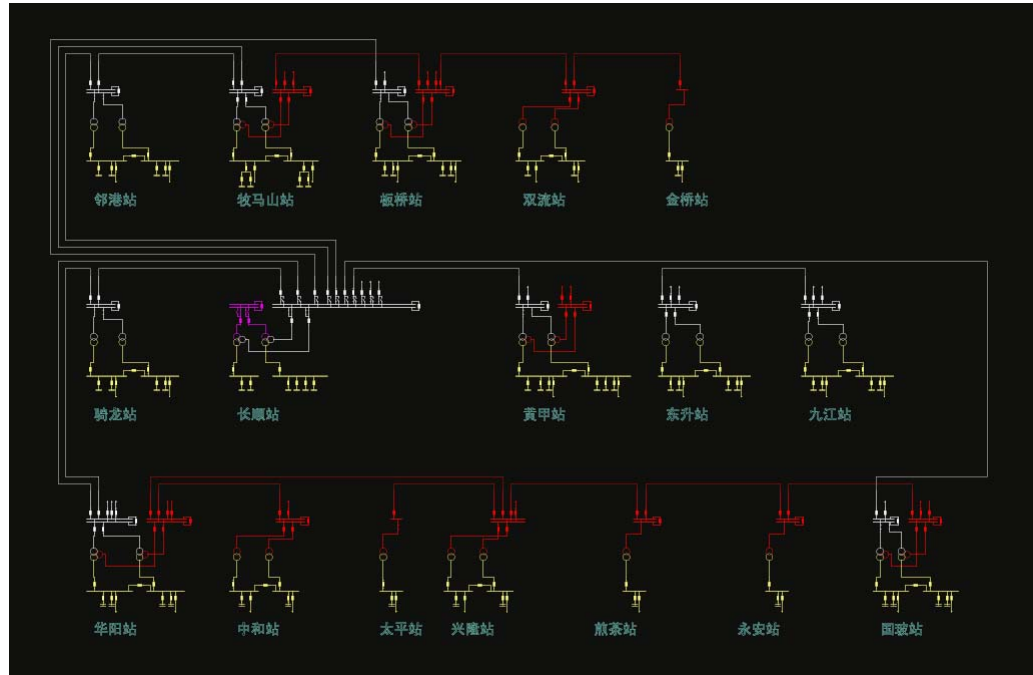 邻港站 牧马山站 板桥站 双流站 金桥站
骑龙站 长顺站 黄甲站 东升站 九江站
华阳站 中和站 太平站 兴隆站 煎茶站 永安站 国玻站